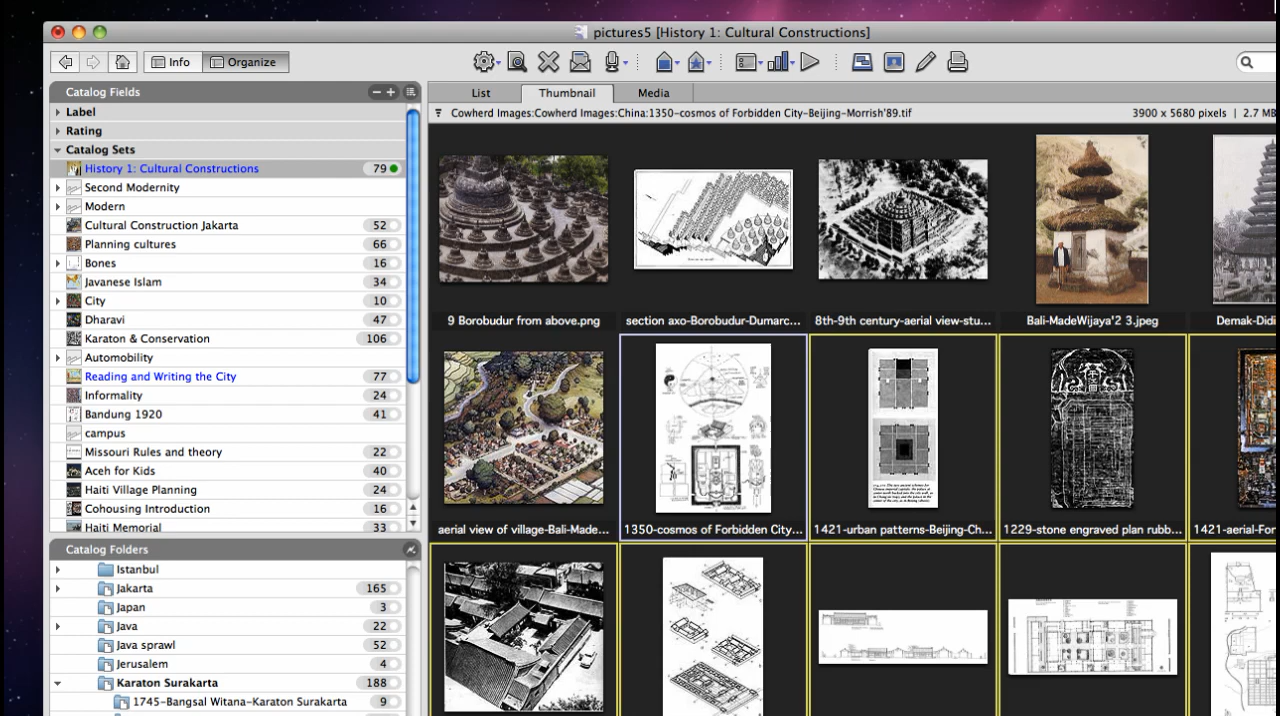 pictures5 [History 1: Cultural Constructions]
Info
Organize
Catalog Fields
Label
Rating
Catalog Sets
History 1: Cultural Constructions 79
Second Modernity
Modern
Cultural Construction Jakarta 52
Planning cultures 66
Bones 16
Javanese Islam 34
City 10
Dharavi 47
Karaton & Conservation 106
Automobility
Reading and Writing the City 77
Informality 24
Bandung 1920 41
campus
Missouri Rules and theory 22
Aceh for Kids 40
Haiti Village Planning 24
Cohousing Introduction 16
Haiti Memorial 33
Catalog Folders
Istanbul
Jakarta 165
Japan 3
Java 22
Java sprawl 52
Jerusalem 4
Karaton Surakarta 188
1745-Bangsal Witana-Karaton Surakarta 9
List Thumbnail Media
Cowherd Images:Cowherd Images:China:1350-cosmos of Forbidden City-Beijing-Morrish'89.tif 3900 x 5680 pixels | 2.7 MB
9 Borobudur from above.png
section axo-Borobudur-Dumarc...
8th-9th century-aerial view-stu...
Bali-MadeWijaya'2 3.jpeg
Demak-Didi
aerial view of village-Bali-Made...
1350-cosmos of Forbidden City...
1421-urban patterns-Beijing-Ch...
1229-stone engraved plan rubb...
1421-aerial-For